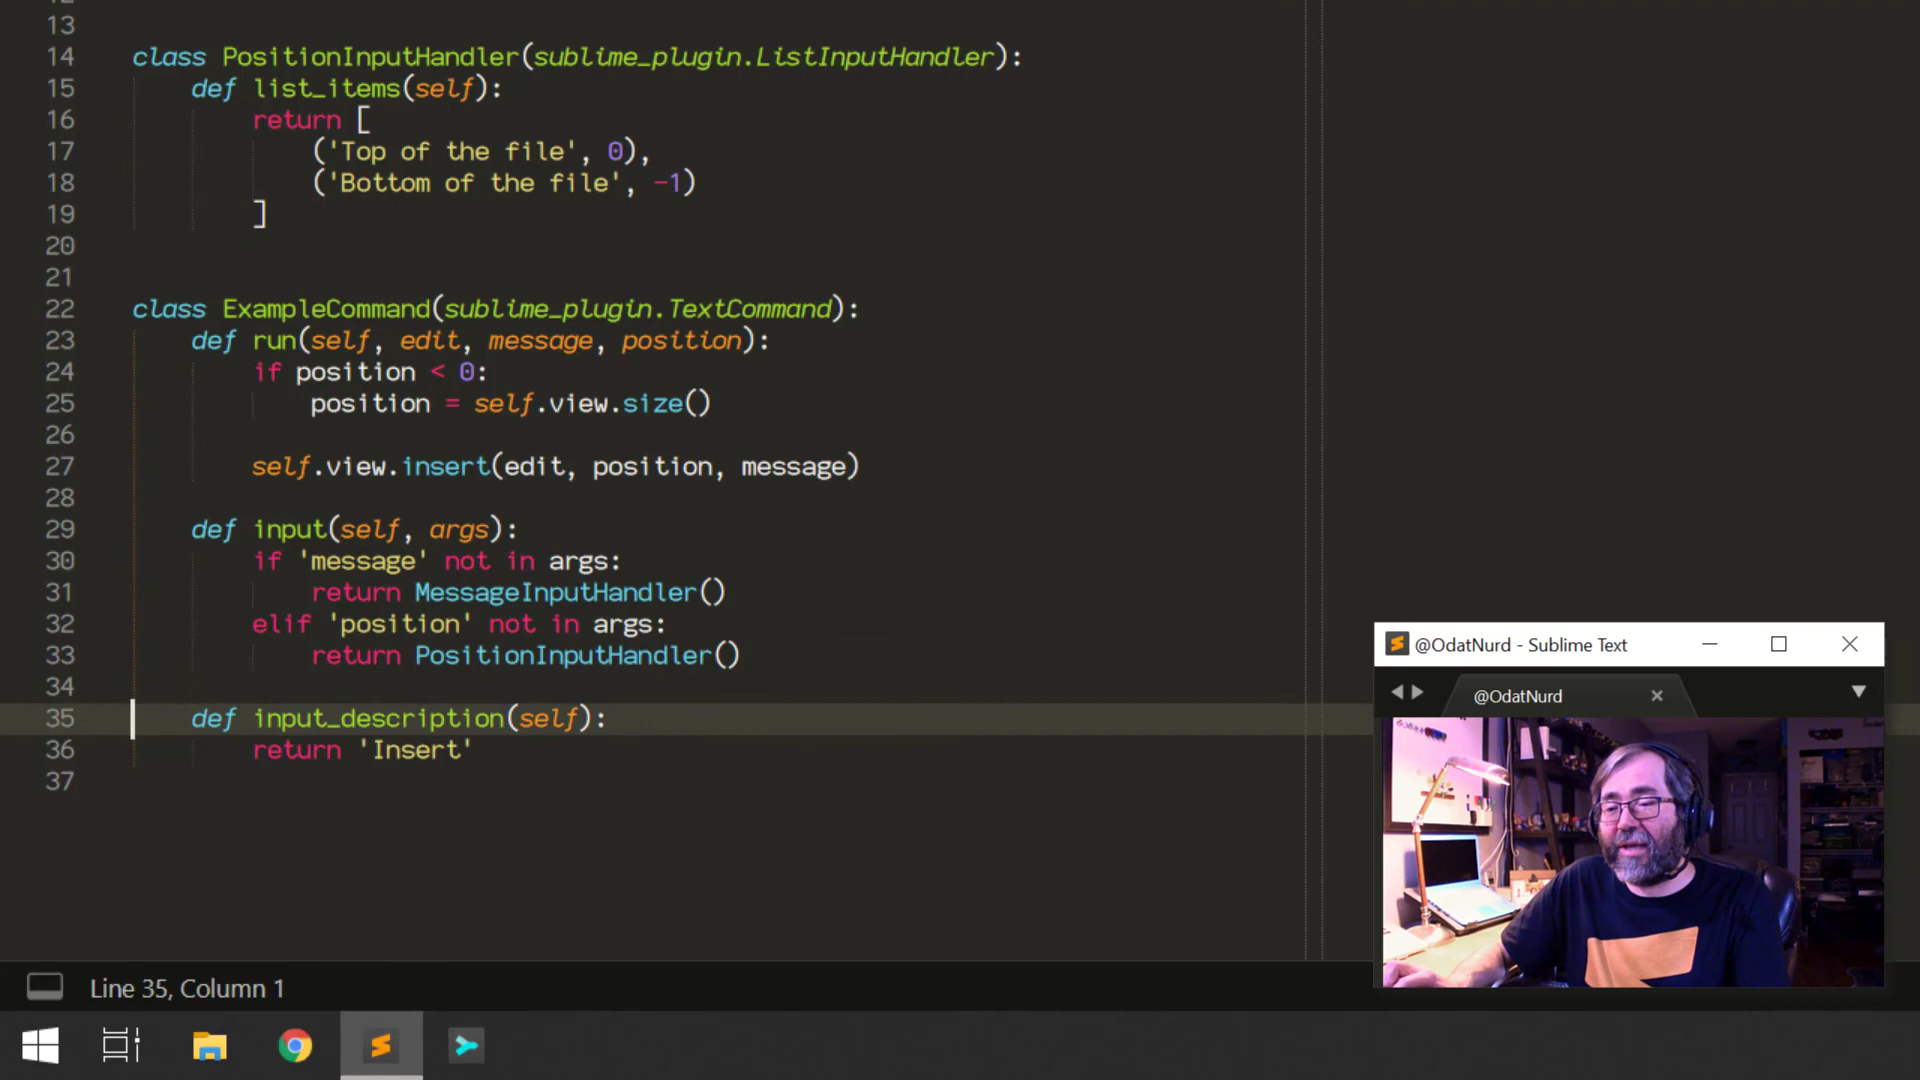 13
14 class PositionInputHandler(sublime_plugin.ListInputHandler):
15 def list_items(self):
16 return [
17 ('Top of the file', 0),
18 ('Bottom of the file', -1)
19 ]
20
21
22 class ExampleCommand(sublime_plugin.TextCommand):
23 def run(self, edit, message, position):
24 if position < 0:
25 position = self.view.size()
26
27 self.view.insert(edit, position, message)
28
29 def input(self, args):
30 if 'message' not in args:
31 return MessageInputHandler()
32 elif 'position' not in args:
33 return PositionInputHandler()
34
35 def input_description(self):
36 return 'Insert'
37
@OdatNurd - Sublime Text
@OdatNurd
Line 35, Column 1